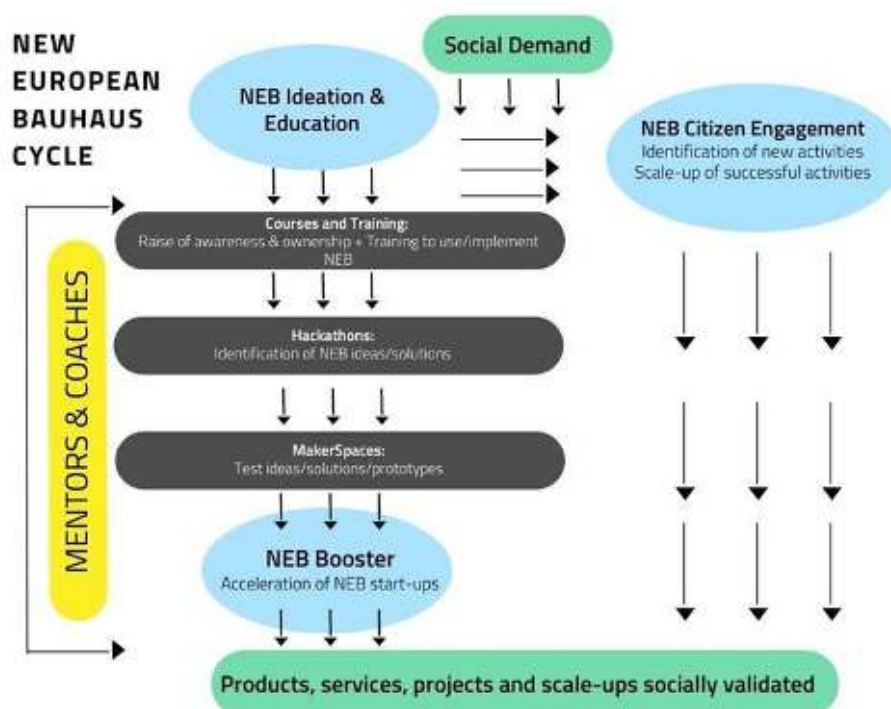 NEW
EUROPEAN
BAUHAUS
CYCLE
Social Demand
NEB Ideation &
Education
NEB Citizen Engagement
Identification of new activities
Scale-up of successful activities
Courses and Training:
Raise of awareness & ownership + Training to use/implement
NEB
Hackathons:
Identification of NEB ideas/solutions
MakerSpaces:
Test ideas/solutions/prototypes
MENTORS & COACHES
NEB Booster
Acceleration of NEB start-ups
Products, services, projects and scale-ups socially validated